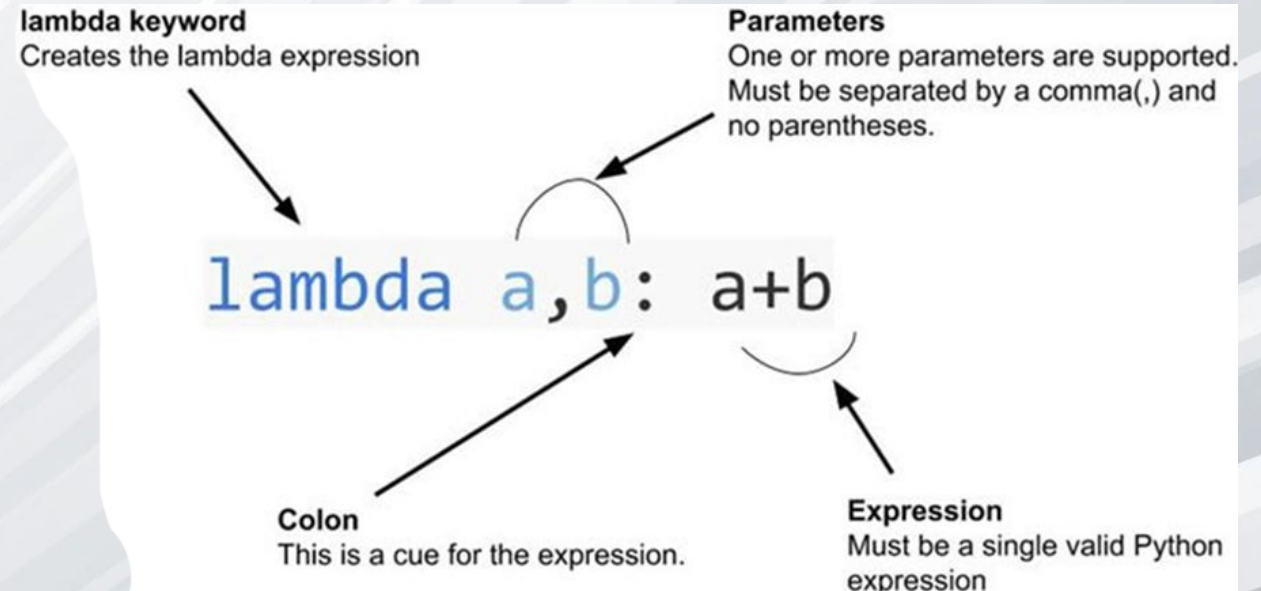 lambda keyword
Creates the lambda expression
Parameters
One or more parameters are supported.
Must be separated by a comma(,) and
no parentheses.
lambda a,b: a+b
Colon
This is a cue for the expression.
Expression
Must be a single valid Python
expression